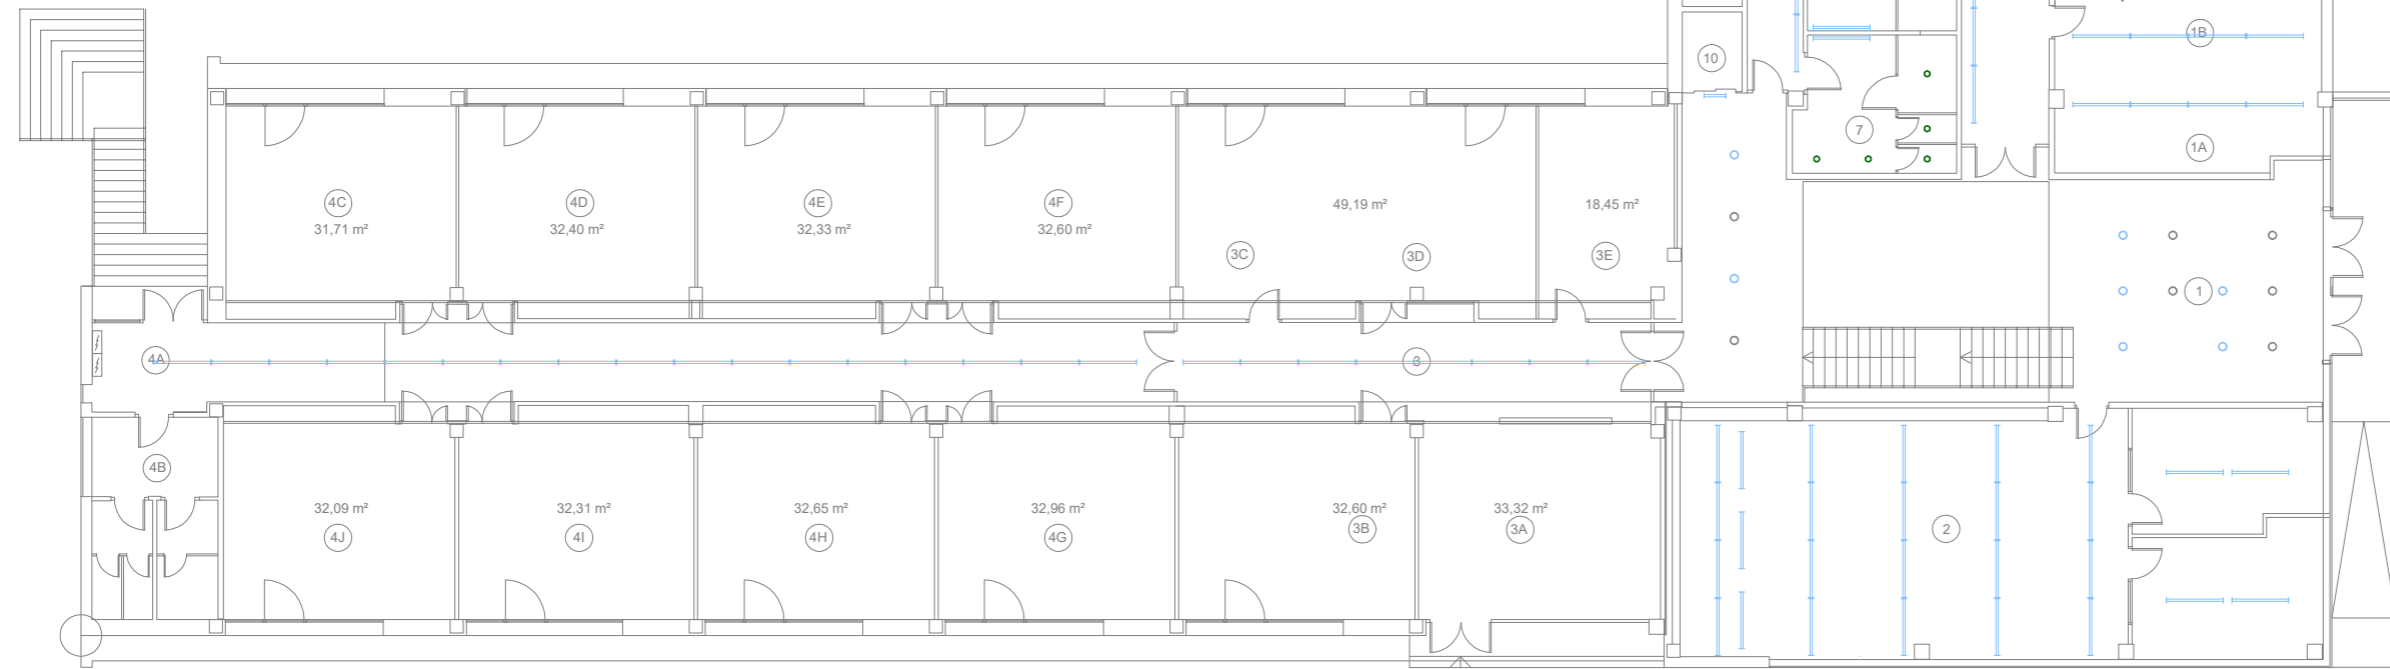 1B
10
7
1A
4C
31,71 m²
4D
32,40 m²
4E
32,33 m²
4F
32,60 m²
49,19 m²
18,45 m²
3C
3D
3E
1
4A
3
4B
32,09 m²
4J
32,31 m²
4I
32,65 m²
4H
32,96 m²
4G
32,60 m²
3B
33,32 m²
3A
2